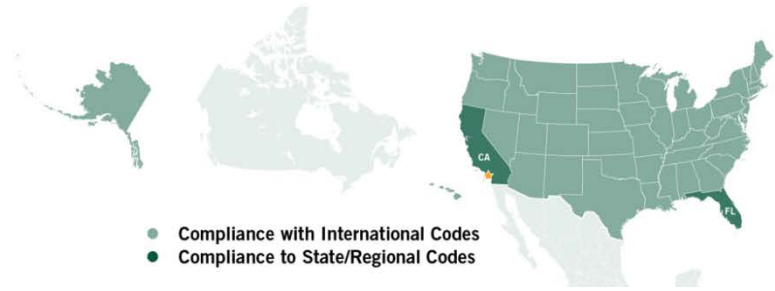 CA
FL
Compliance with International Codes
Compliance to State/Regional Codes